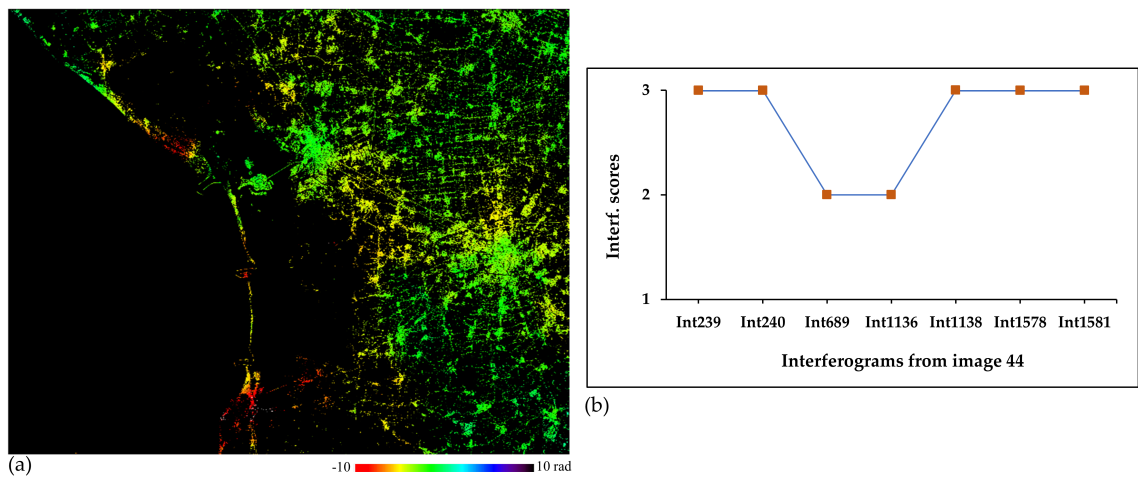 (a)
-10
10 rad
3
2
1
Interf. scores
Int239 Int240 Int689 Int1136 Int1138 Int1578 Int1581
Interferograms from image 44
(b)